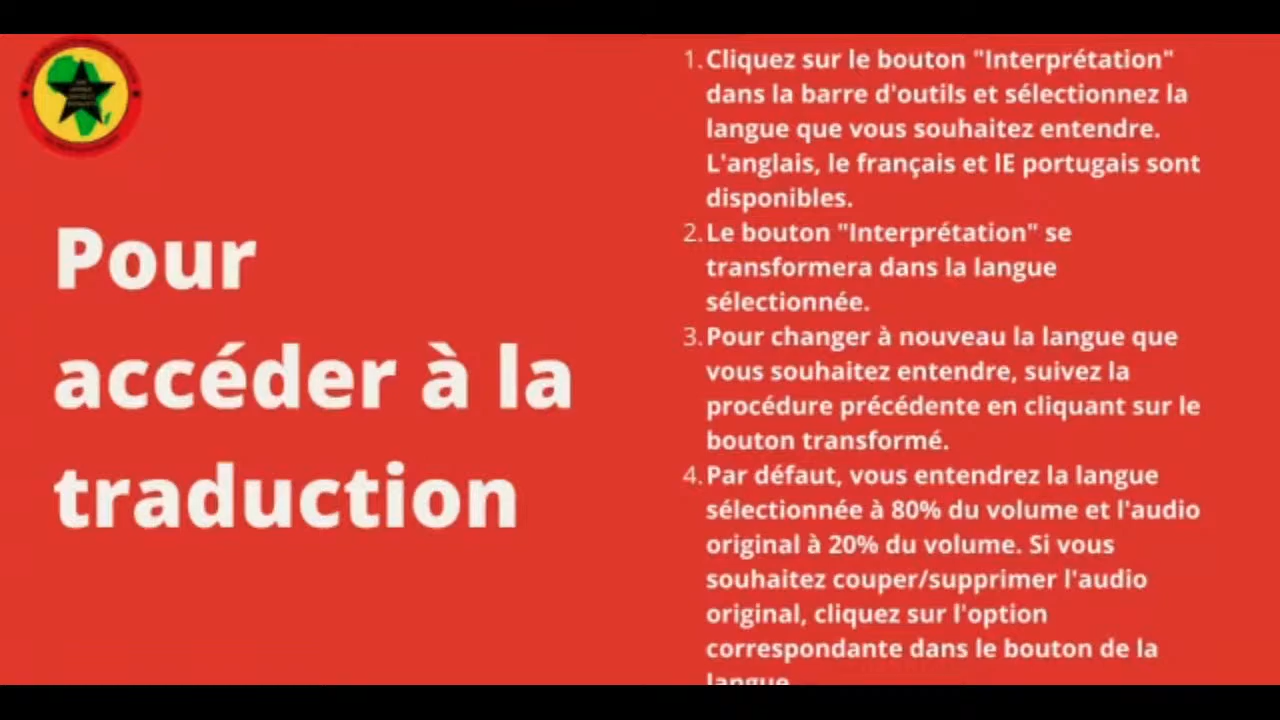 Pour
accéder à la
traduction
1. Cliquez sur le bouton "Interprétation"
dans la barre d'outils et sélectionnez la
langue que vous souhaitez entendre.
L'anglais, le français et lE portugais sont
disponibles.
2. Le bouton "Interprétation" se
transformera dans la langue
sélectionnée.
3. Pour changer à nouveau la langue que
vous souhaitez entendre, suivez la
procédure précédente en cliquant sur le
bouton transformé.
4. Par défaut, vous entendrez la langue
sélectionnée à 80% du volume et l'audio
original à 20% du volume. Si vous
souhaitez couper/supprimer l'audio
original, cliquez sur l'option
correspondante dans le bouton de la
langue